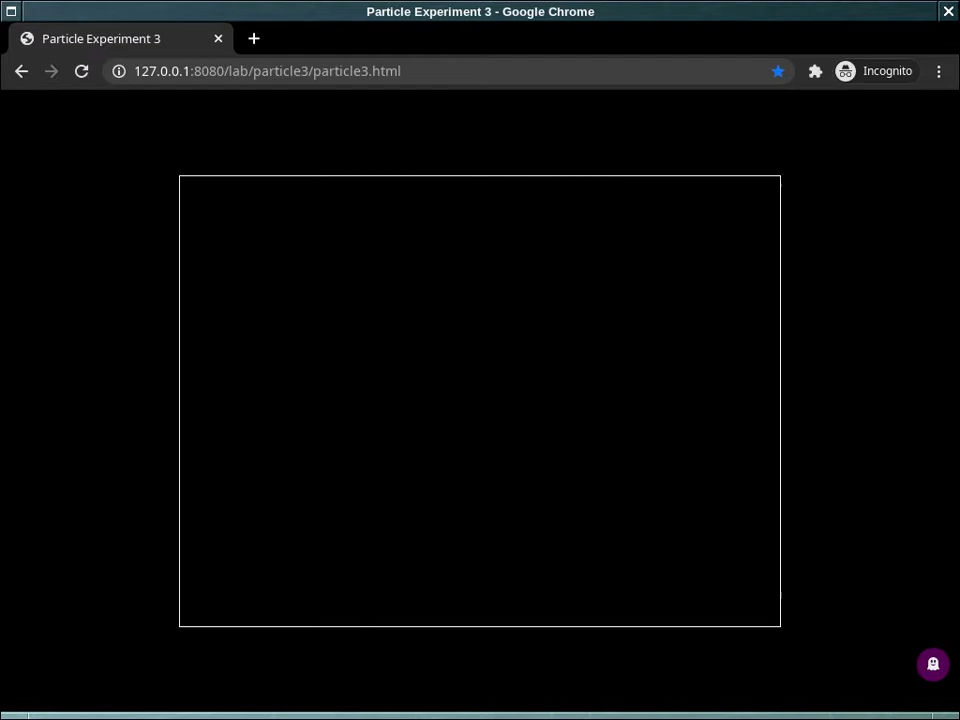 Particle Experiment 3 - Google Chrome
Particle Experiment 3
127.0.0.1:8080/lab/particle3/particle3.html
Incognito